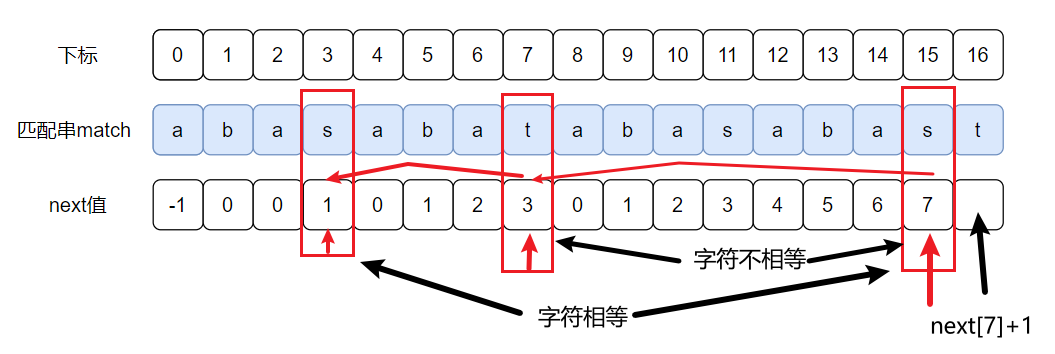 下标 0 1 2 3 4 5 6 7 8 9 10 11 12 13 14 15 16
匹配串match a b a s a b a t a b a s a b a s t
next值 -1 0 0 1 0 1 2 3 0 1 2 3 4 5 6 7
字符不相等
字符相等
next[7]+1